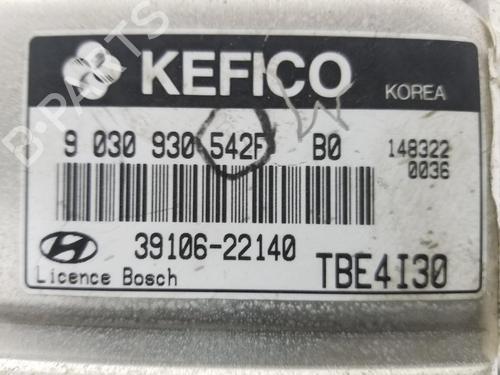 KEFICO
KOREA
9 030 930 542F B0
148322
0036
39106-22140
Licence Bosch
TBE4I30
B-PARTS